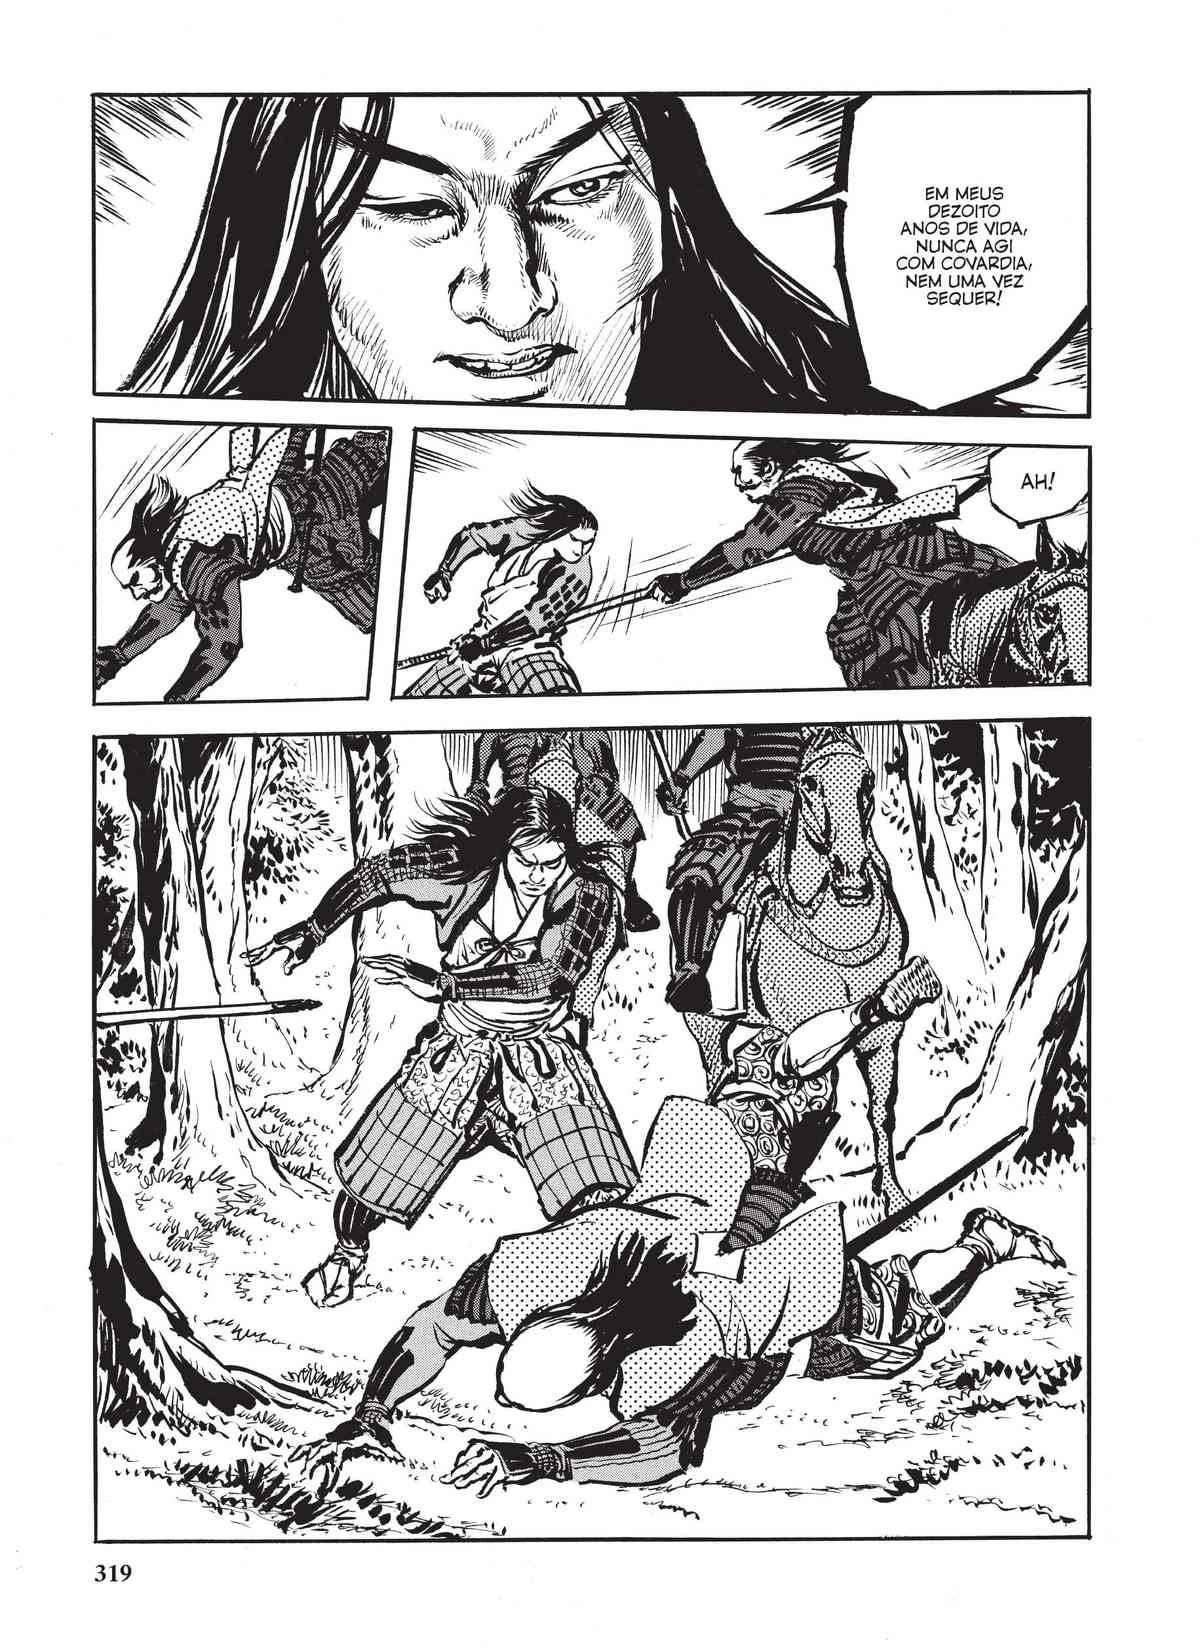 EM MEUS
DEZOITO
ANOS DE VIDA,
NUNCA AGI
COM COVARDIA,
NEM UMA VEZ
SEQUER!
AH!
319